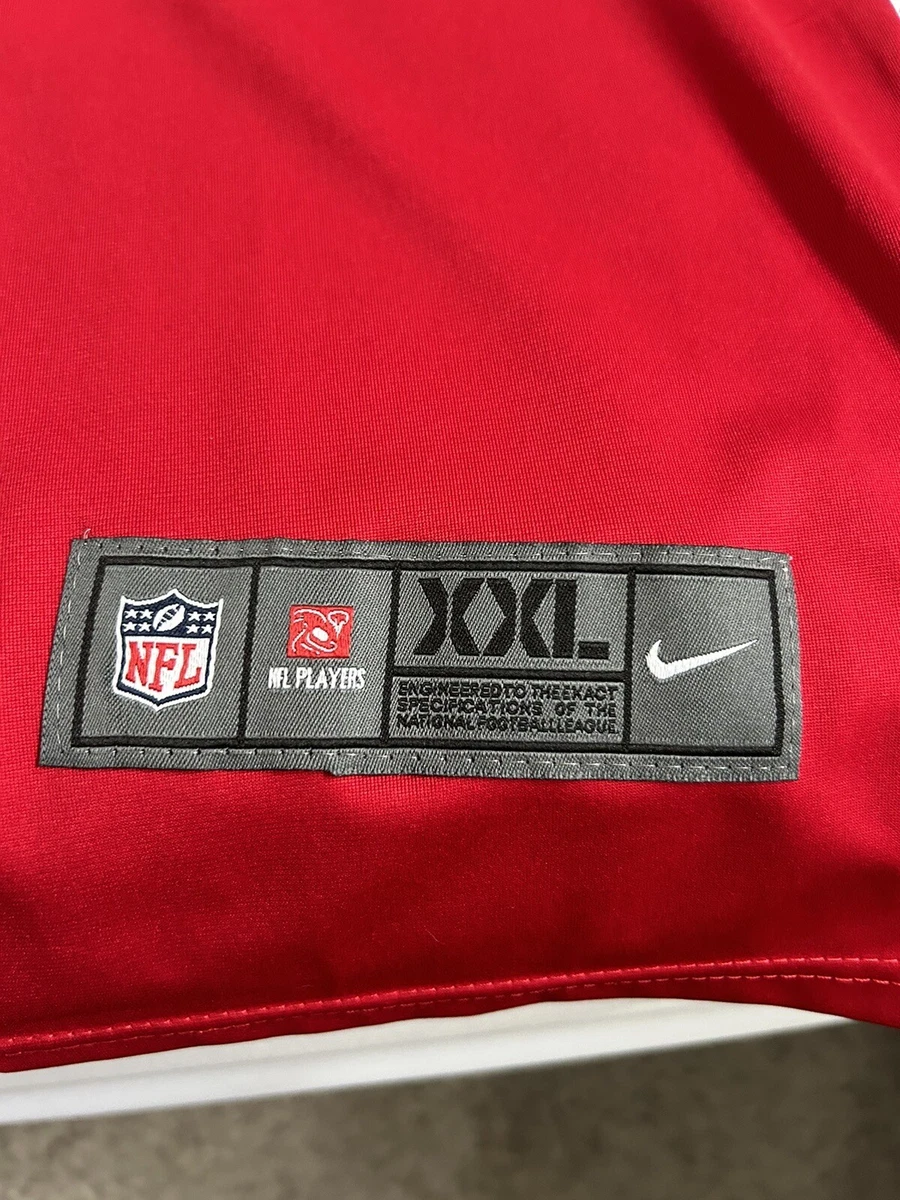 NFL
NFL PLAYERS
XXL
ENGINEERED TO THE EXACT
SPECIFICATIONS OF THE
NATIONAL FOOTBALL LEAGUE